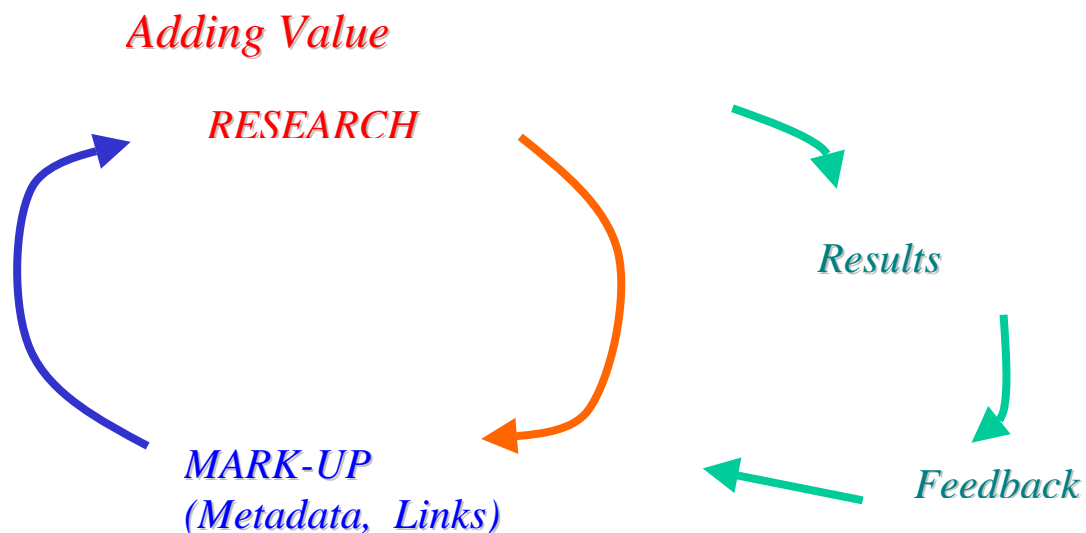 Adding Value
RESEARCH
Results
MARK-UP
(Metadata, Links)
Feedback